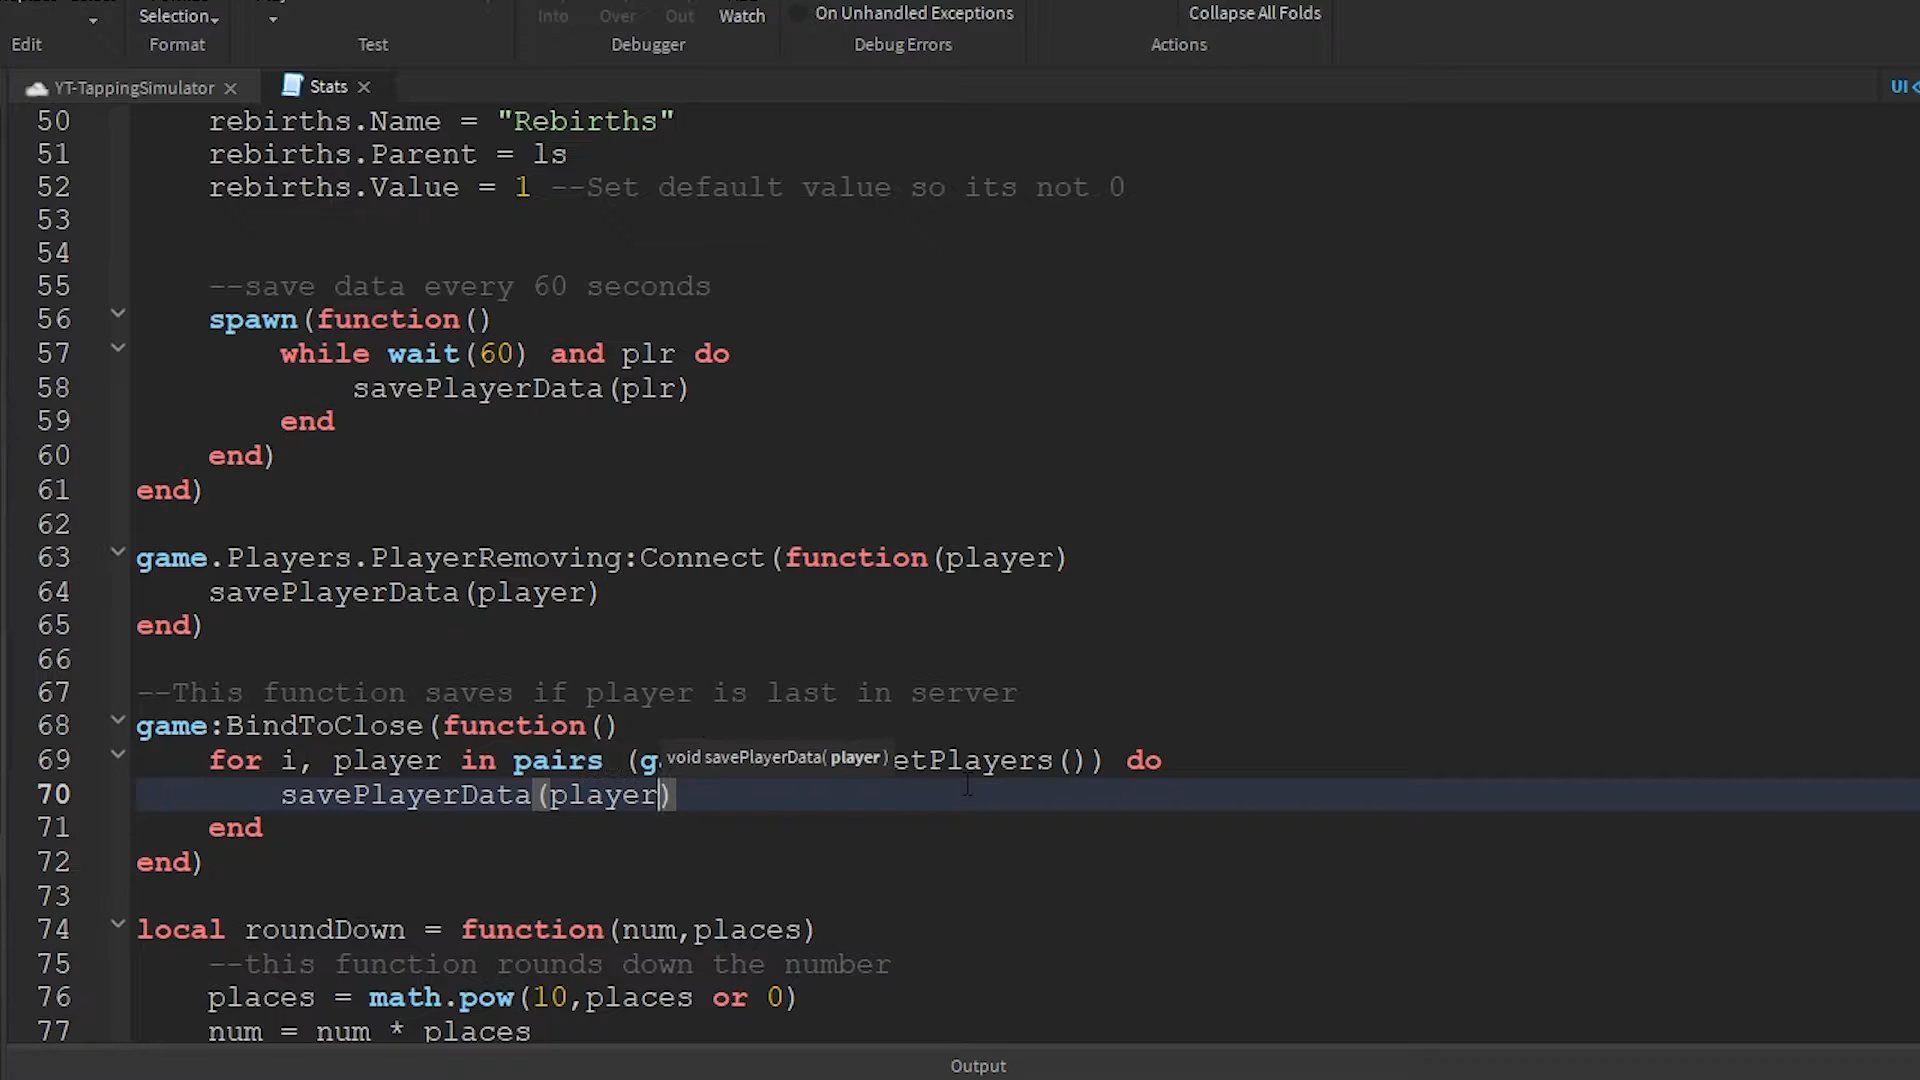 Selection
Into Over Out Watch
On Unhandled Exceptions
Collapse All Folds
Edit Format Test Debugger Debug Errors Actions
YT-TappingSimulator Stats UI
50 rebirths.Name = "Rebirths"
51 rebirths.Parent = ls
52 rebirths.Value = 1 --Set default value so its not 0
53
54
55 --save data every 60 seconds
56 spawn(function()
57 while wait(60) and plr do
58 savePlayerData(plr)
59 end
60 end)
61 end)
62
63 game.Players.PlayerRemoving:Connect(function(player)
64 savePlayerData(player)
65 end)
66
67 --This function saves if player is last in server
68 game:BindToClose(function()
69 for i, player in pairs (g void savePlayerData( player ) etPlayers()) do
70 savePlayerData(player)
71 end
72 end)
73
74 local roundDown = function(num,places)
75 --this function rounds down the number
76 places = math.pow(10,places or 0)
77 num = num * places
Output